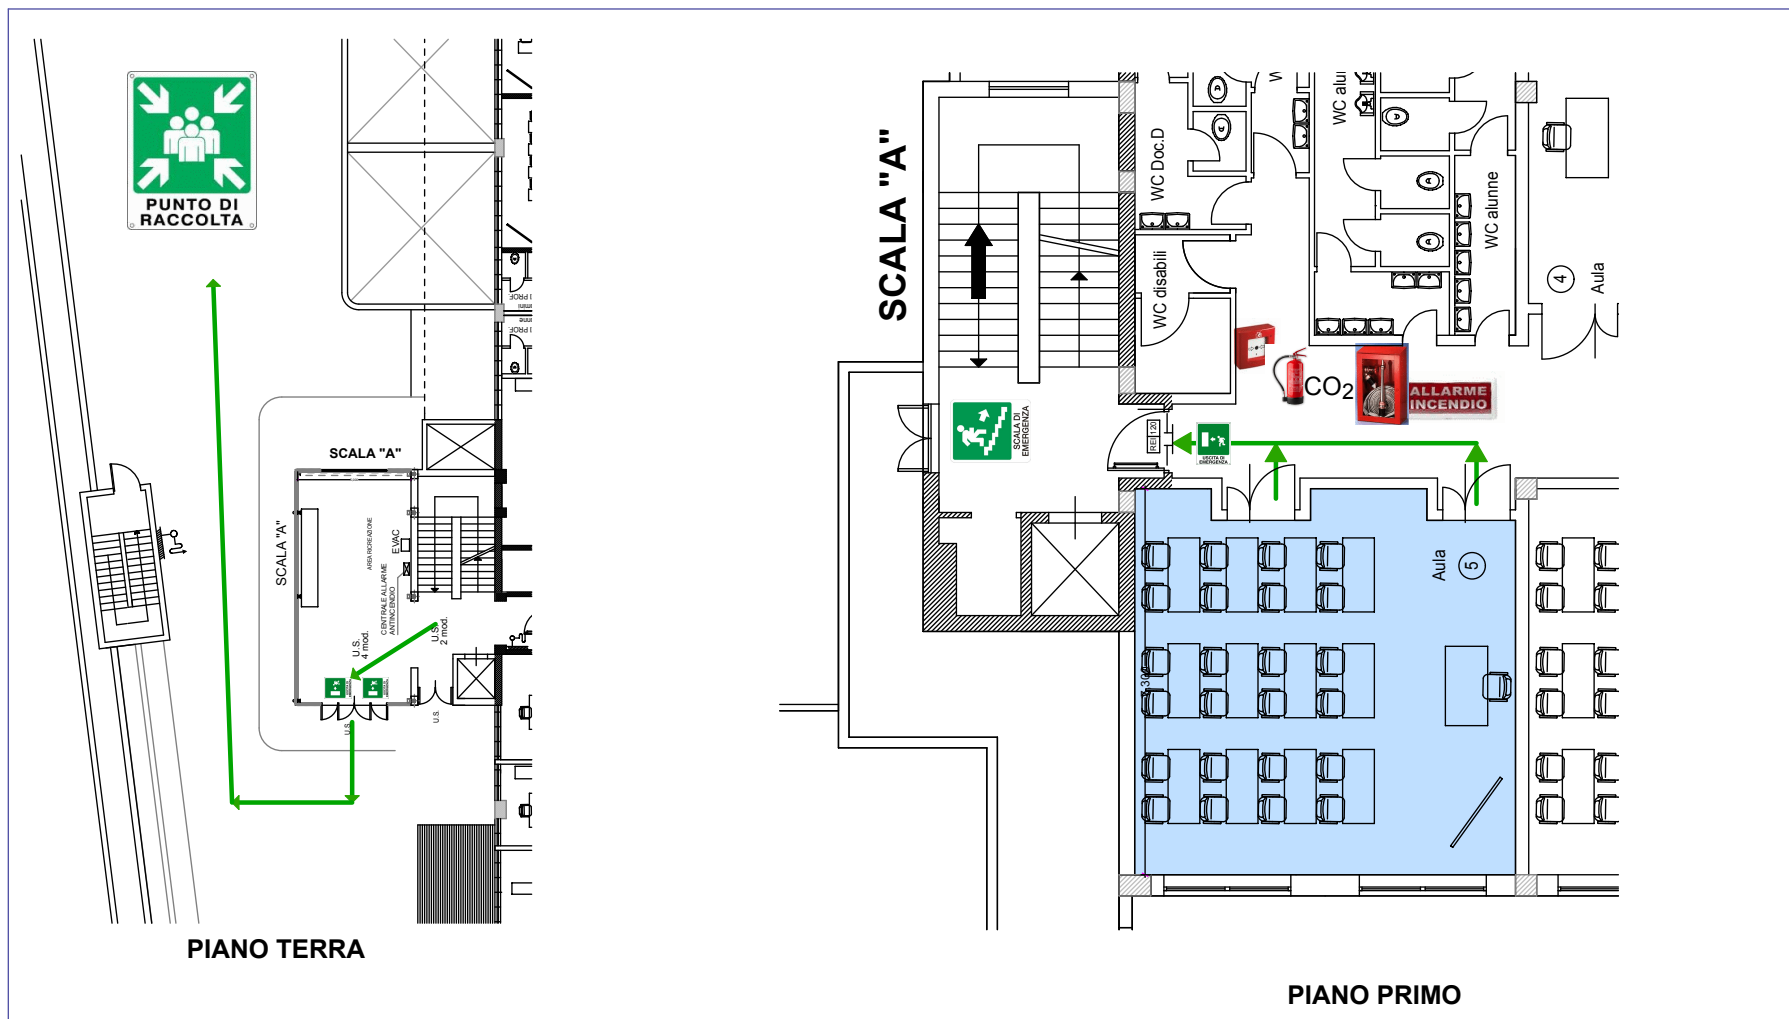 PUNTO DI
RACCOLTA
SCALA "A"
SCALA "A"
AREA RICREAZIONE
EVAC
CENTRALE ALLARME
ANTINCENDIO
U.S.
4 mod.
U.S.
2 mod.
U.S.
U.S.
PIANO TERRA
SCALA "A"
WC Doc.D
WC disabili
WC alunne
4
Aula
SCALA DI
EMERGENZA
REI 120
USCITA DI
EMERGENZA
CO2
ALLARME
INCENDIO
Aula
5
PIANO PRIMO